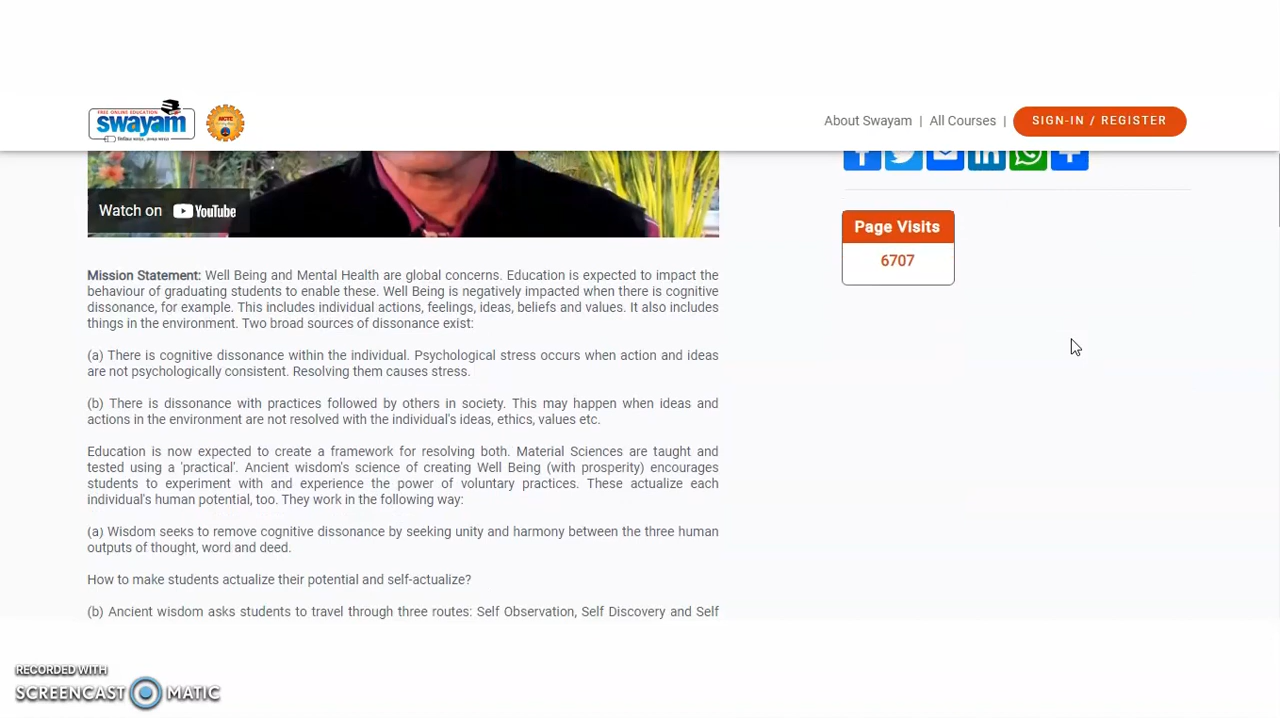 FREE ONLINE EDUCATION
swayam
शिक्षित भारत, उन्नत भारत
AICTE
About Swayam | All Courses | SIGN-IN / REGISTER
Watch on YouTube
Page Visits
6707
Mission Statement: Well Being and Mental Health are global concerns. Education is expected to impact the
behaviour of graduating students to enable these. Well Being is negatively impacted when there is cognitive
dissonance, for example. This includes individual actions, feelings, ideas, beliefs and values. It also includes
things in the environment. Two broad sources of dissonance exist:
(a) There is cognitive dissonance within the individual. Psychological stress occurs when action and ideas
are not psychologically consistent. Resolving them causes stress.
(b) There is dissonance with practices followed by others in society. This may happen when ideas and
actions in the environment are not resolved with the individual's ideas, ethics, values etc.
Education is now expected to create a framework for resolving both. Material Sciences are taught and
tested using a 'practical'. Ancient wisdom's science of creating Well Being (with prosperity) encourages
students to experiment with and experience the power of voluntary practices. These actualize each
individual's human potential, too. They work in the following way:
(a) Wisdom seeks to remove cognitive dissonance by seeking unity and harmony between the three human
outputs of thought, word and deed.
How to make students actualize their potential and self-actualize?
(b) Ancient wisdom asks students to travel through three routes: Self Observation, Self Discovery and Self
RECORDED WITH
SCREENCAST MATIC